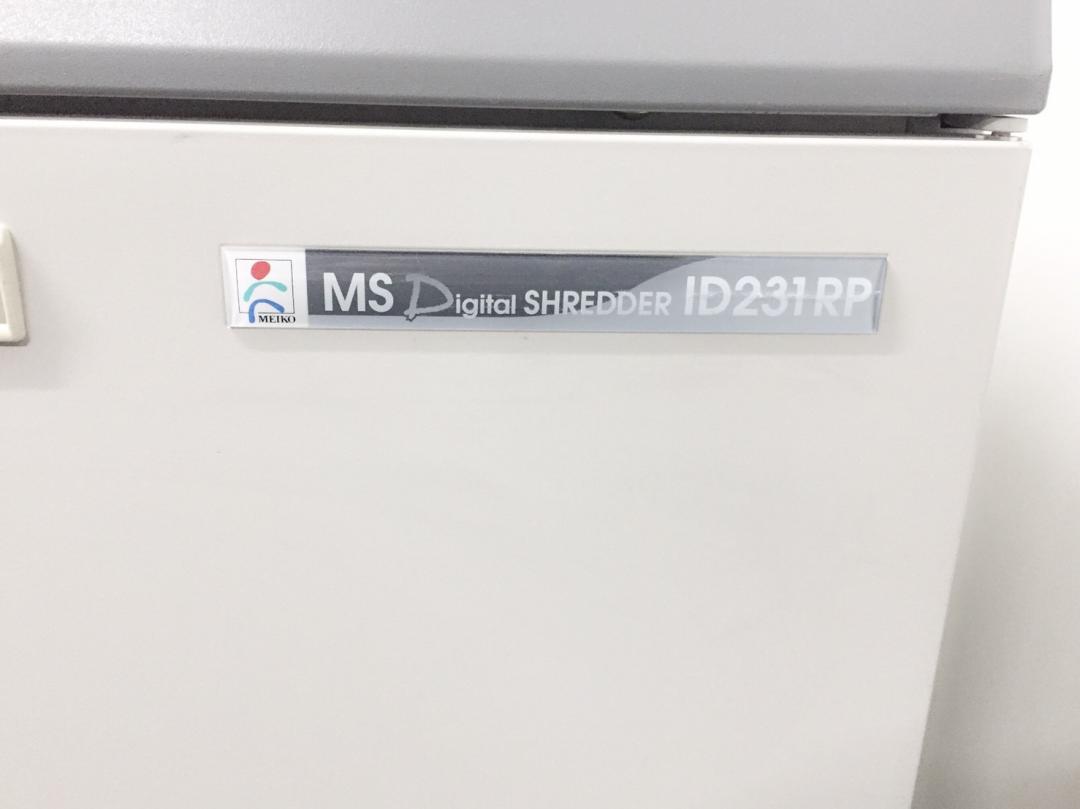 MEIKO
MS Digital SHREDDER ID231RP